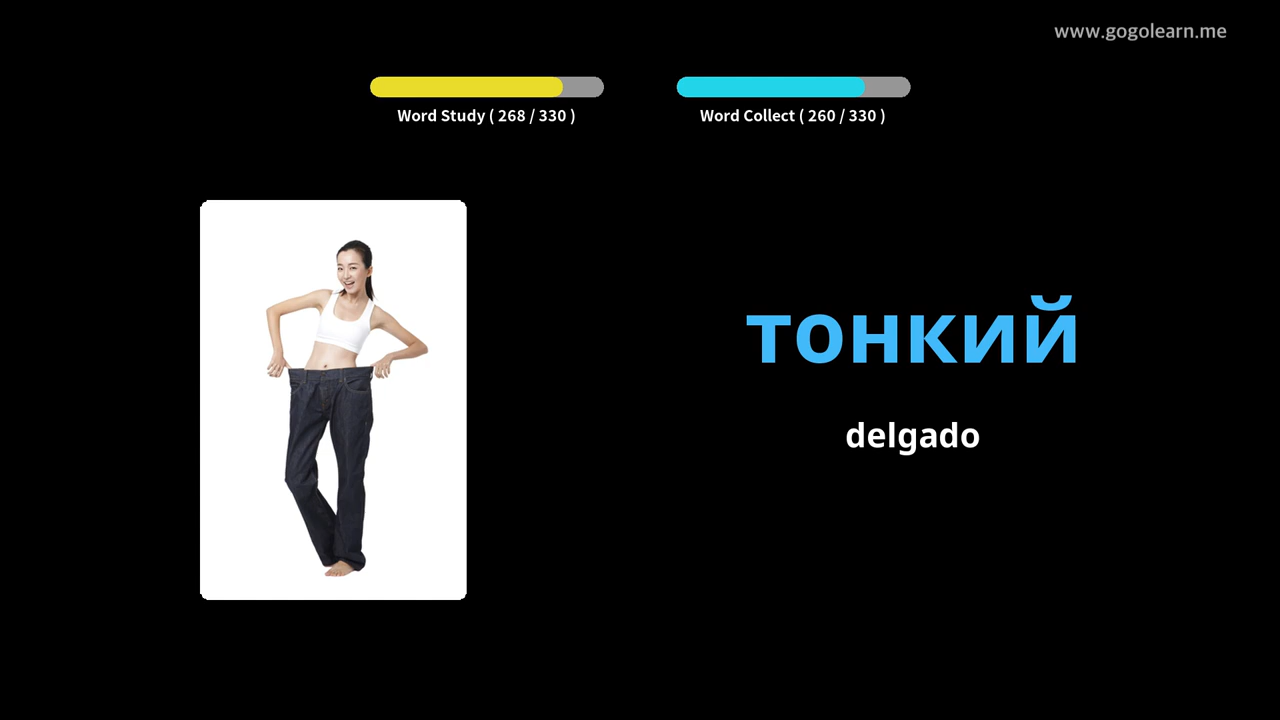 www.gogolearn.me
Word Study ( 268 / 330 )
Word Collect ( 260 / 330 )
тонкий
delgado